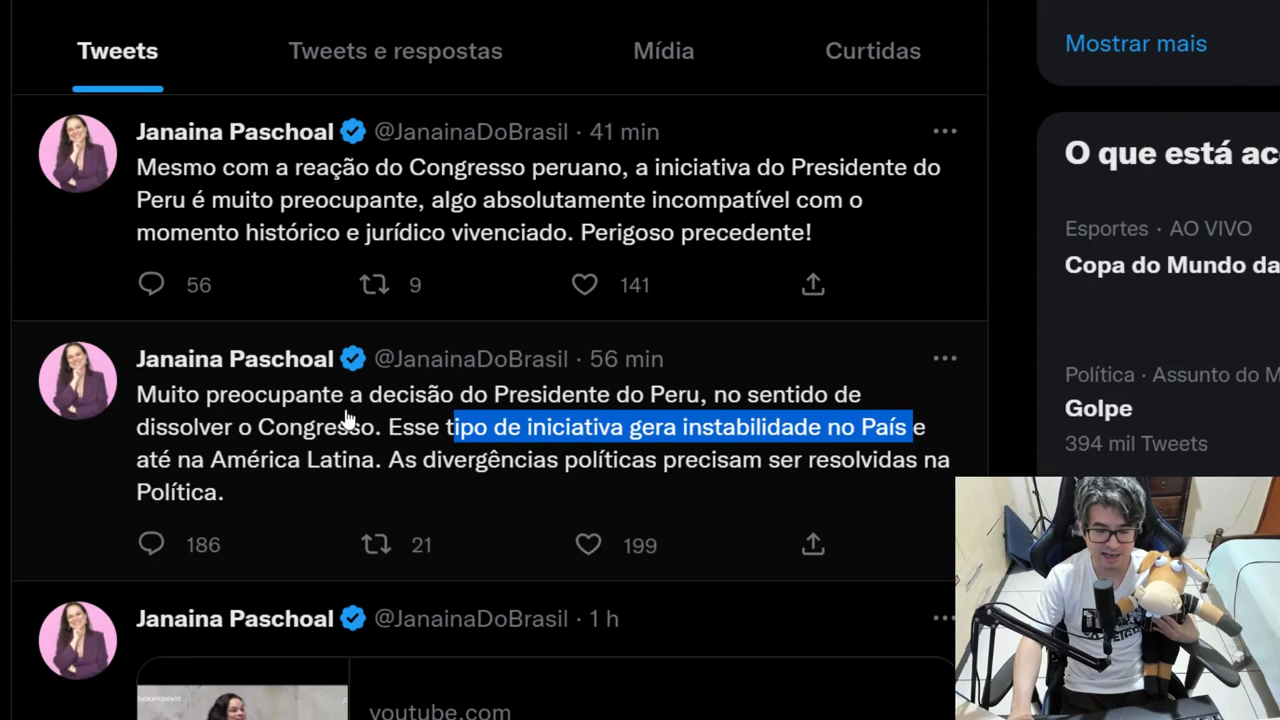 Tweets
Tweets e respostas
Mídia
Curtidas
Mostrar mais
Janaina Paschoal @JanainaDoBrasil · 41 min
Mesmo com a reação do Congresso peruano, a iniciativa do Presidente do
Peru é muito preocupante, algo absolutamente incompatível com o
momento histórico e jurídico vivenciado. Perigoso precedente!
56 9 141
Janaina Paschoal @JanainaDoBrasil · 56 min
Muito preocupante a decisão do Presidente do Peru, no sentido de
dissolver o Congresso. Esse tipo de iniciativa gera instabilidade no País e
até na América Latina. As divergências políticas precisam ser resolvidas na
Política.
186 21 199
Janaina Paschoal @JanainaDoBrasil · 1 h
youtube.com
O que está ac
Esportes · AO VIVO
Copa do Mundo da
Política · Assunto do M
Golpe
394 mil Tweets